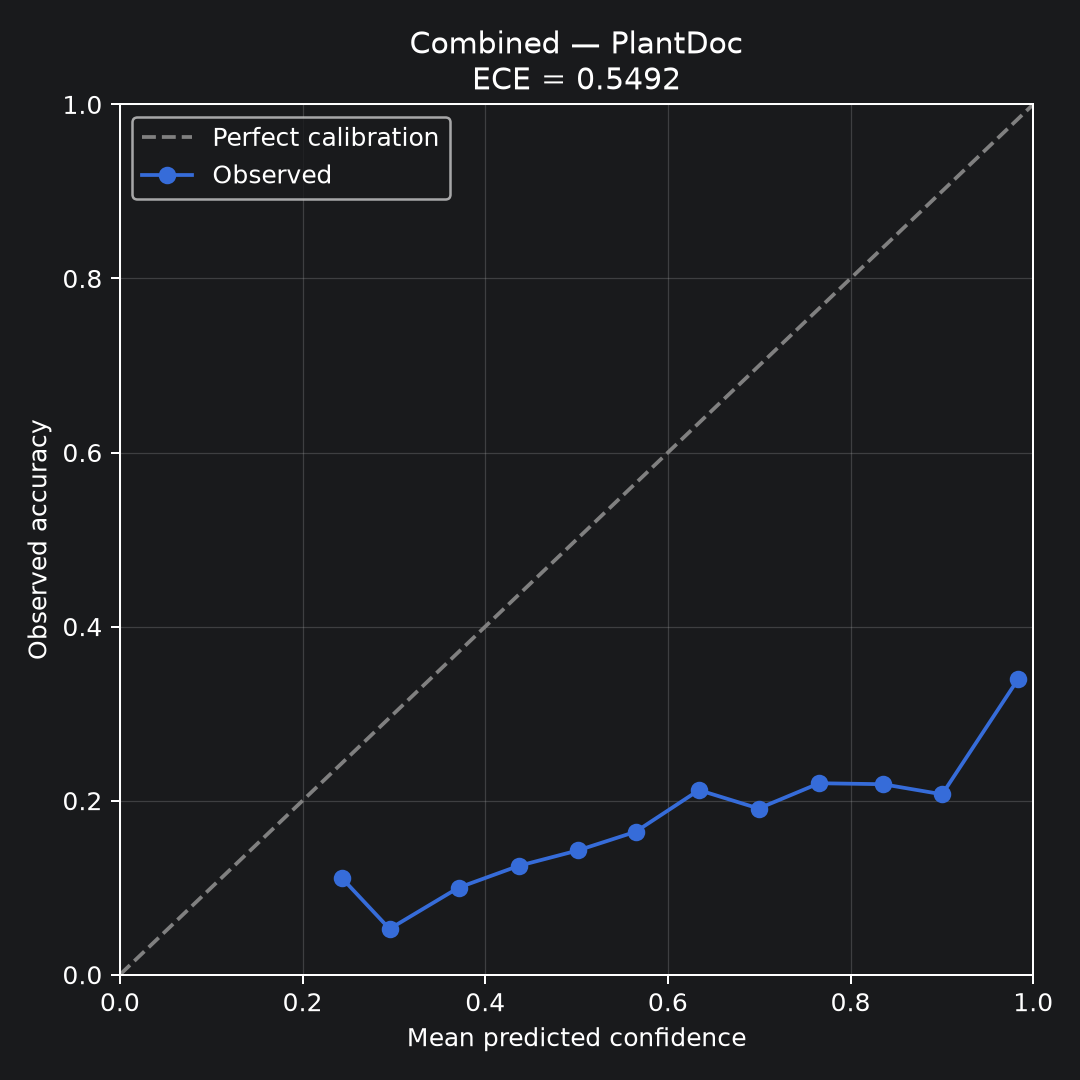 Combined — PlantDoc
ECE = 0.5492
Perfect calibration
Observed
1.0
0.8
0.6
0.4
0.2
0.0
Observed accuracy
0.0 0.2 0.4 0.6 0.8 1.0
Mean predicted confidence